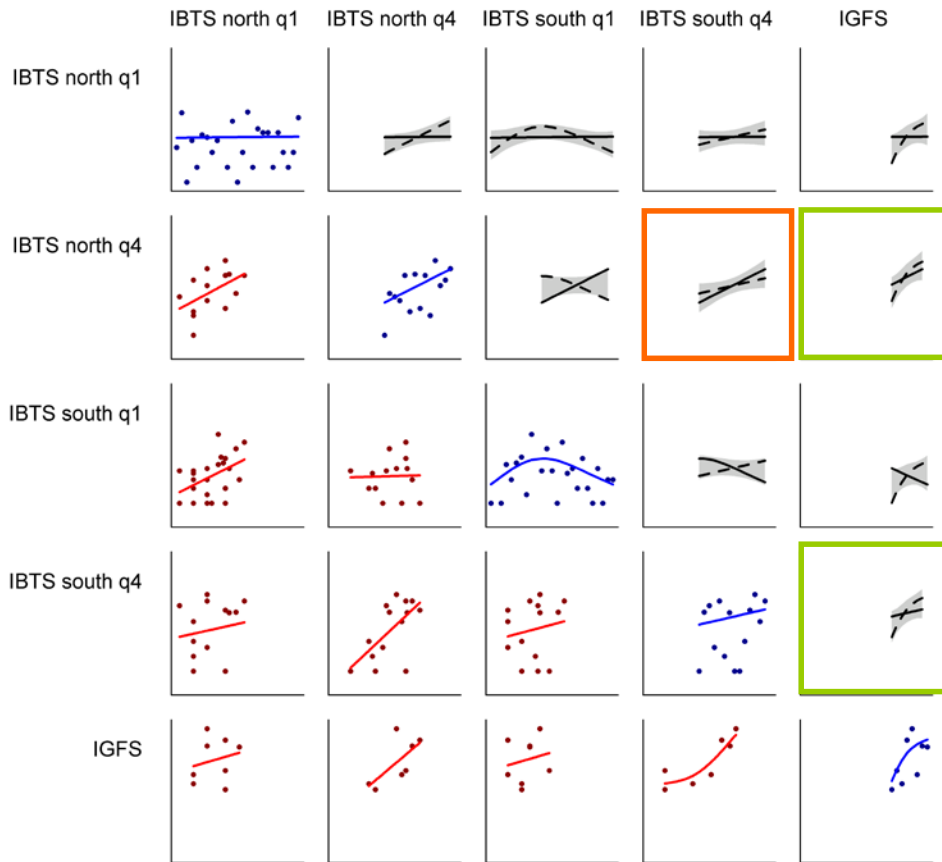 IBTS north q1 IBTS north q4 IBTS south q1 IBTS south q4 IGFS
IBTS north q1
IBTS north q4
IBTS south q1
IBTS south q4
IGFS